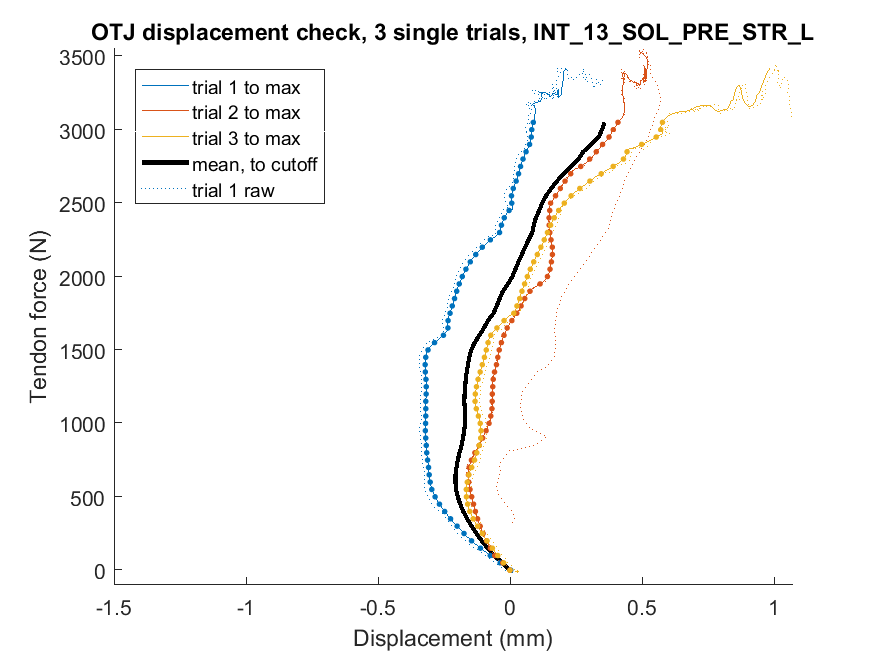 OTJ displacement check, 3 single trials, INT_13_SOL_PRE_STR_L
3500
3000
2500
2000
1500
1000
500
0
Tendon force (N)
trial 1 to max
trial 2 to max
trial 3 to max
mean, to cutoff
trial 1 raw
-1.5
-1
-0.5
0
0.5
1
Displacement (mm)